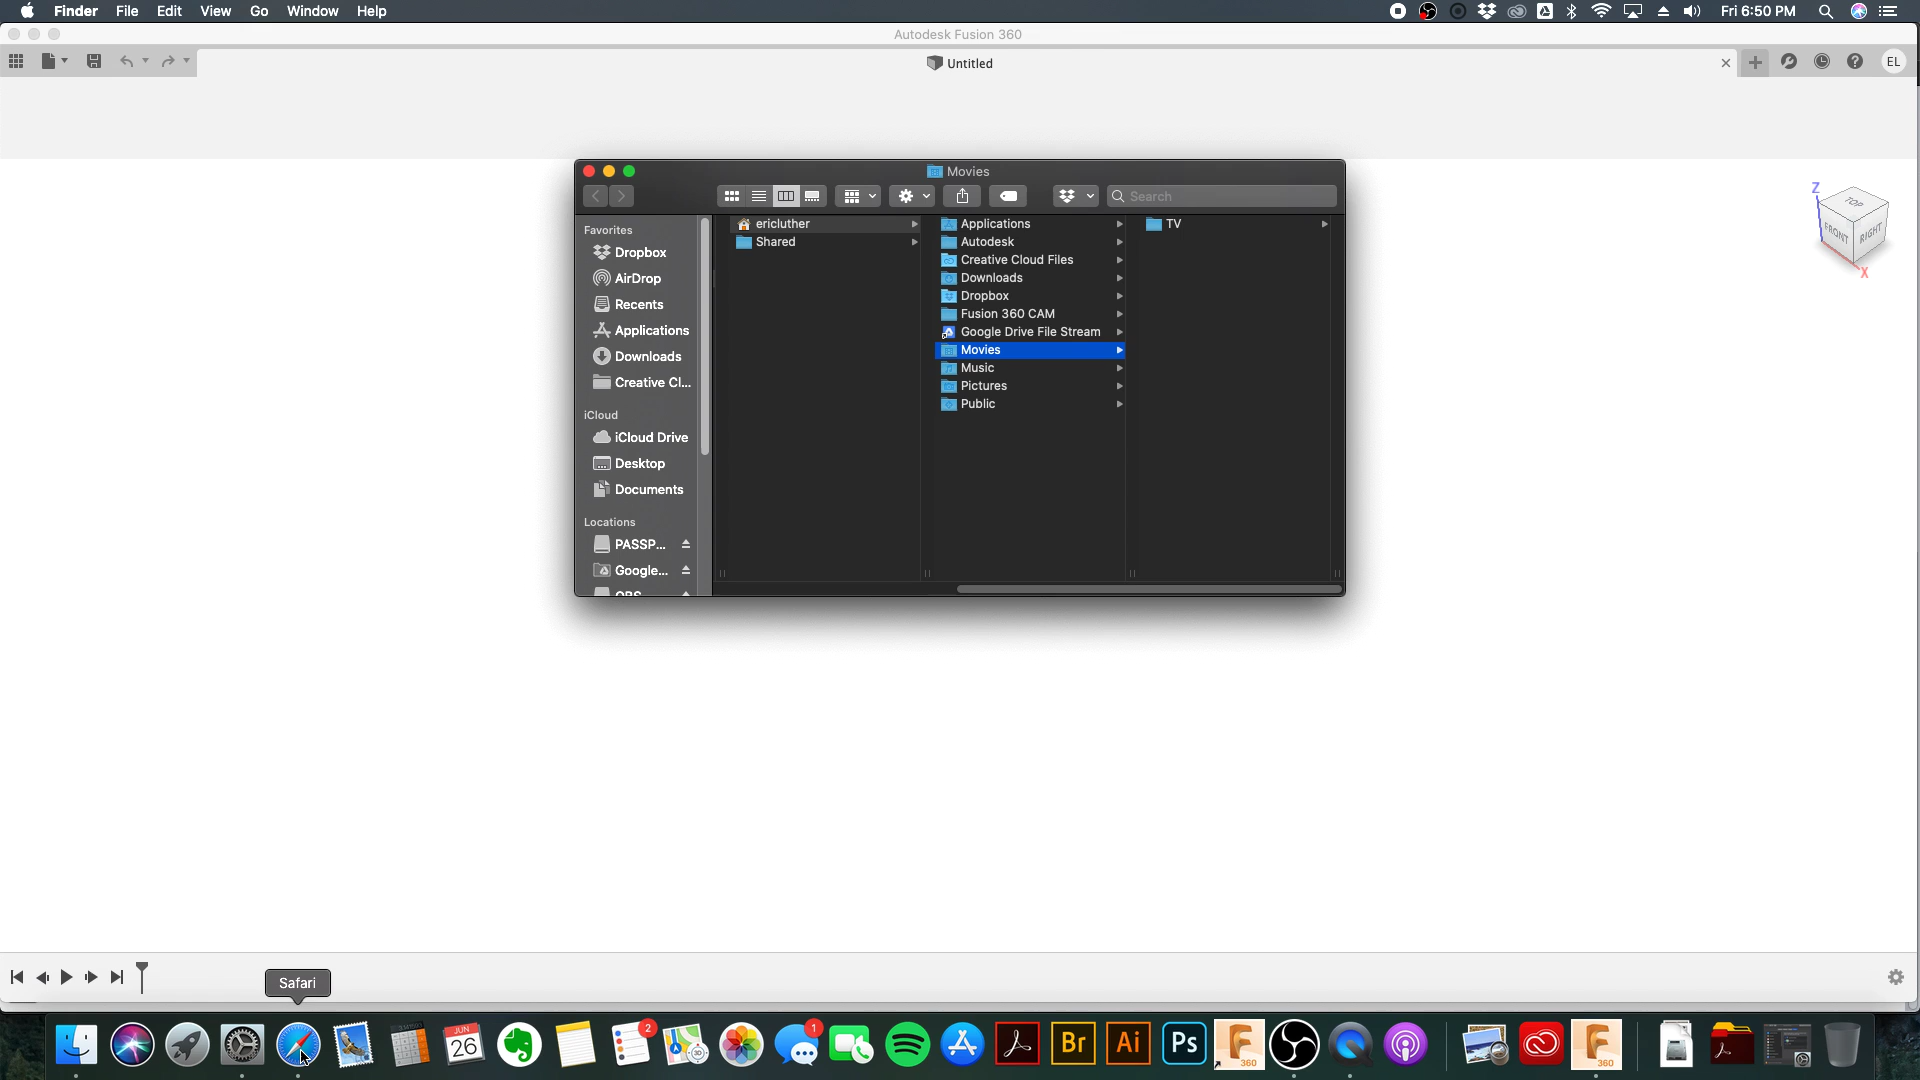 Finder File Edit View Go Window Help Fri 6:50 PM
Autodesk Fusion 360
Untitled
EL
Movies
Search
Favorites
Dropbox
AirDrop
Recents
Applications
Downloads
Creative Cl...
iCloud
iCloud Drive
Desktop
Documents
Locations
PASSP...
Google...
OBS
ericluther
Shared
Applications
Autodesk
Creative Cloud Files
Downloads
Dropbox
Fusion 360 CAM
Google Drive File Stream
Movies
Music
Pictures
Public
TV
Z
TOP
FRONT
RIGHT
X
Safari
JUN
26
2
3D
1
Br
Ai
Ps
360
360